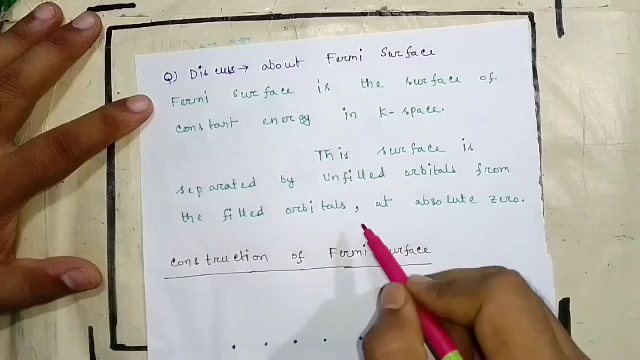 Q) Discuss → about Fermi Surface
Fermi Surface is the surface of
constant energy in K-space.
This surface is
separated by unfilled orbitals from
the filled orbitals, at absolute zero.
construction of Fermi surface